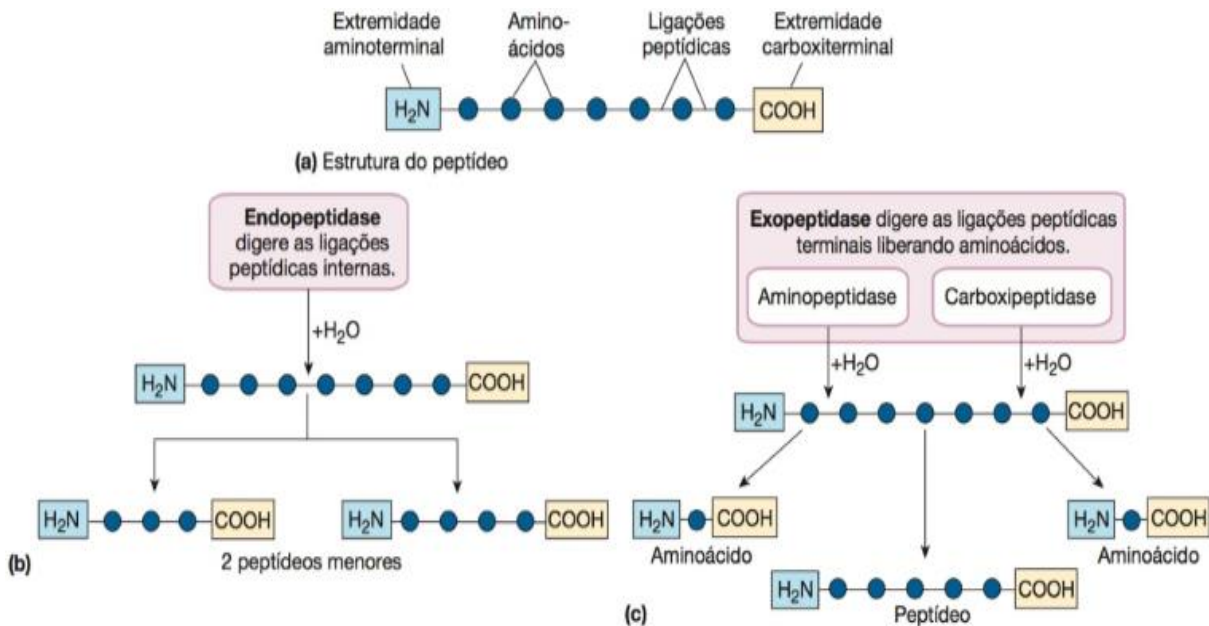 Extremidade
aminoterminal
Amino-
ácidos
Ligações
peptídicas
Extremidade
carboxiterminal
H₂N
COOH
(a) Estrutura do peptídeo
Endopeptidase
digere as ligações
peptídicas internas.
+H₂O
H₂N
COOH
H₂N
COOH
H₂N
COOH
(b)
2 peptídeos menores
Exopeptidase digere as ligações peptídicas
terminais liberando aminoácidos.
Aminopeptidase
Carboxipeptidase
+H₂O
+H₂O
H₂N
COOH
H₂N
COOH
Aminoácido
H₂N
COOH
Aminoácido
H₂N
COOH
Peptídeo
(c)